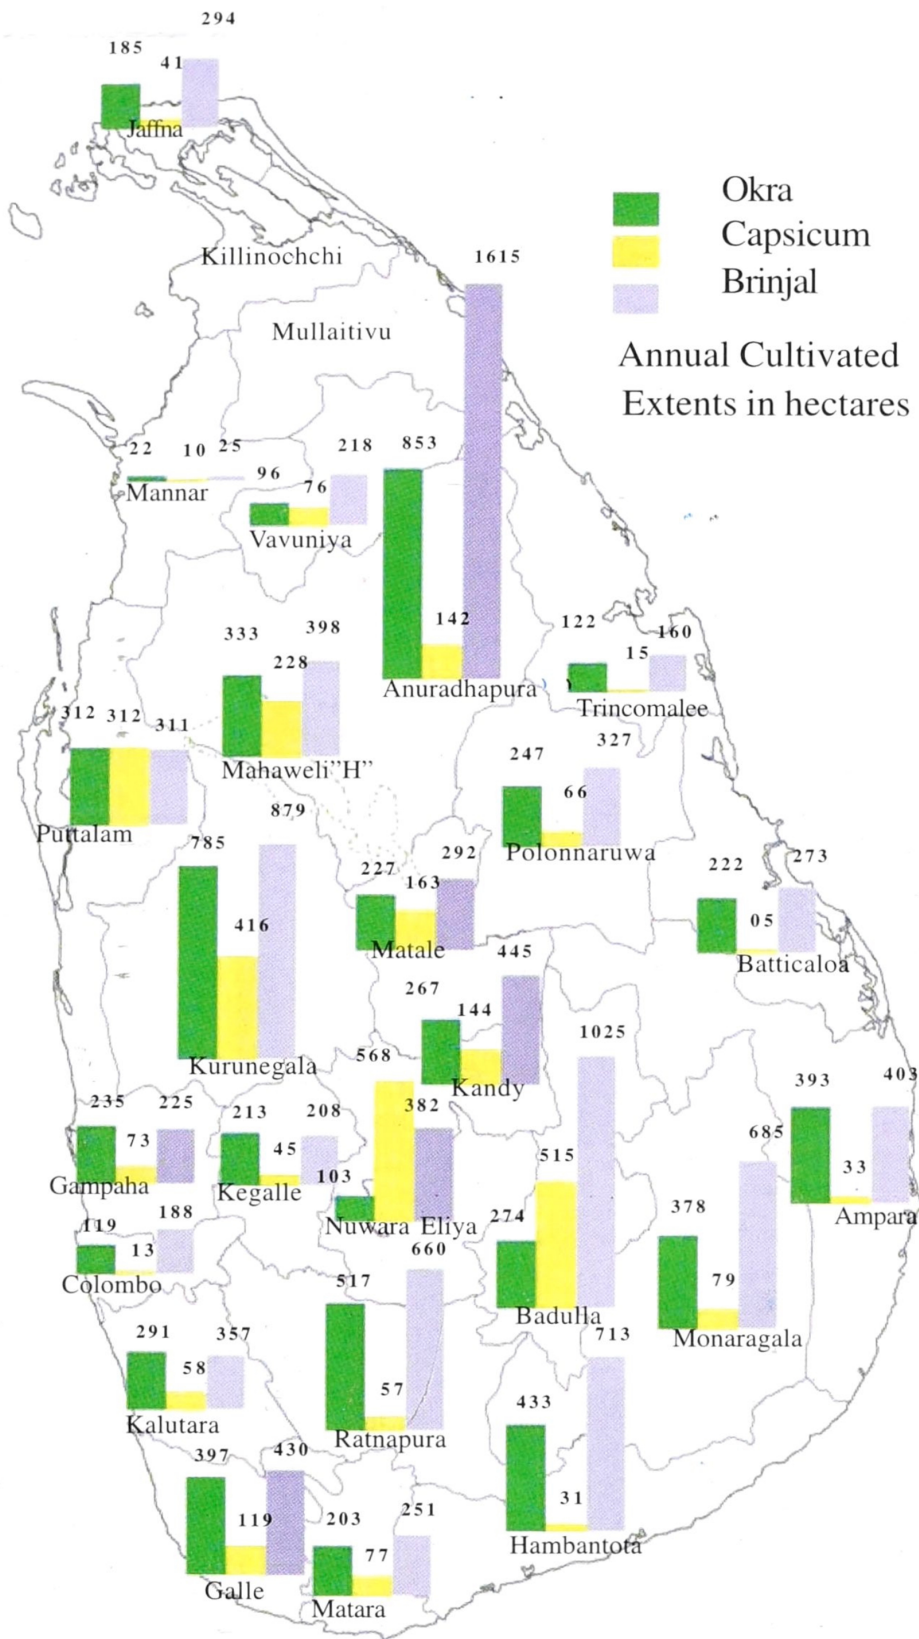 294
185
41
Jaffna
Okra
Capsicum
Brinjal
Killinochchi
1615
Mullaitivu
Annual Cultivated
Extents in hectares
22 10 25
Mannar
96 76 218
Vavuniya
853 142
Anuradhapura
333 228 398
Mahaweli"H"
122 15 160
Trincomalee
312 312 311
Puttalam
247 66 327
Polonnaruwa
785 416 879
Kurunegala
227 163 292
Matale
222 05 273
Batticaloa
267 144 445
Kandy
235 73 225
Gampaha
213 45 208
Kegalle
103 568 382
Nuwara Eliya
274 515 1025
Badulla
393 33 403
Ampara
378 79 685
Monaragala
119 13 188
Colombo
517 57 660
Ratnapura
291 58 357
Kalutara
433 31 713
Hambantota
397 119 430
Galle
203 77 251
Matara